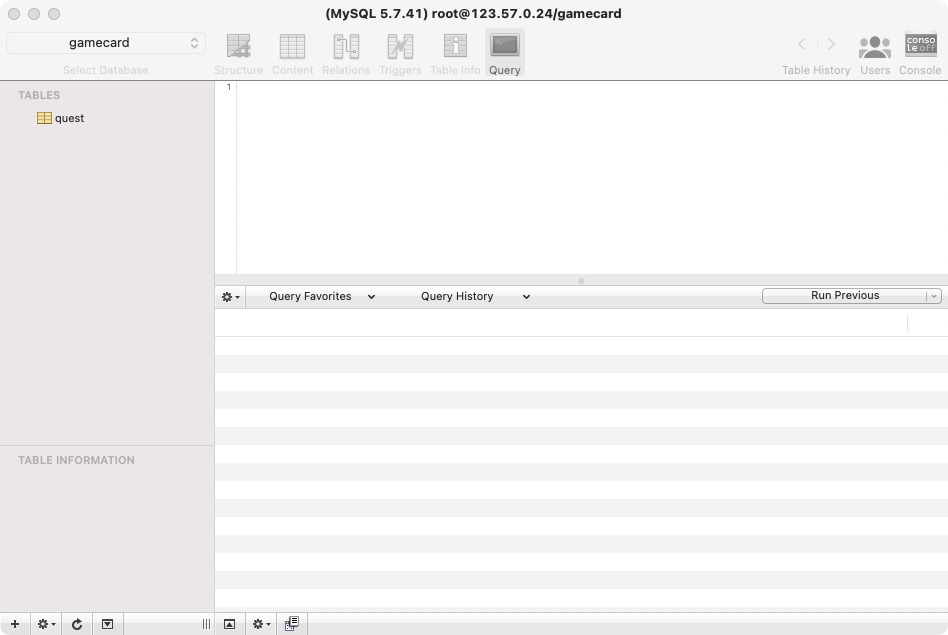 (MySQL 5.7.41) root@123.57.0.24/gamecard
gamecard
Select Database
Structure
Content
Relations
Triggers
Table Info
Query
Table History
Users
conso
le off
Console
TABLES
quest
1
Query Favorites
Query History
Run Previous
TABLE INFORMATION